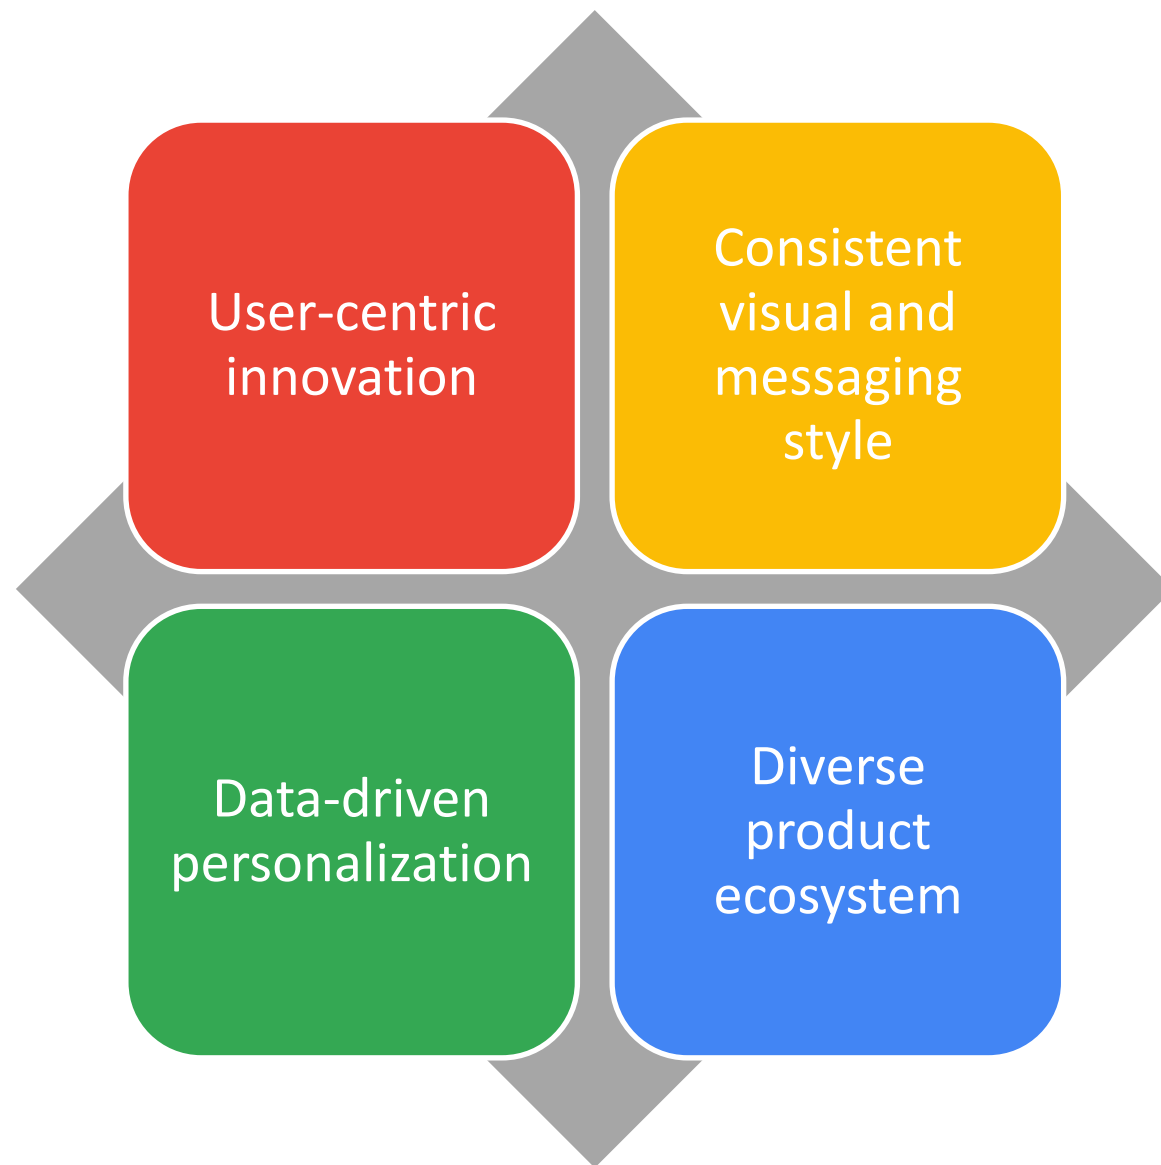 User-centric
innovation
Consistent
visual and
messaging
style
Data-driven
personalization
Diverse
product
ecosystem